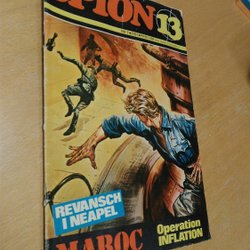 SPION 13
REVANSCH
I NEAPEL
MAROC
Operation
INFLATION